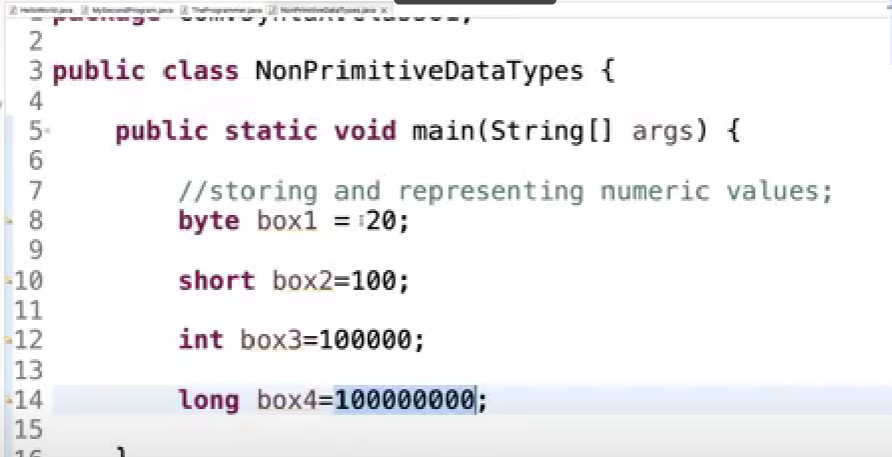 HelloWorld.java MySecondProgram.java TheProgrammer.java NonPrimitiveDataTypes.java
1 package
2
3 public class NonPrimitiveDataTypes {
4
5 public static void main(String[] args) {
6
7 //storing and representing numeric values;
8 byte box1 = 20;
9
10 short box2=100;
11
12 int box3=100000;
13
14 long box4=100000000;
15
16 }